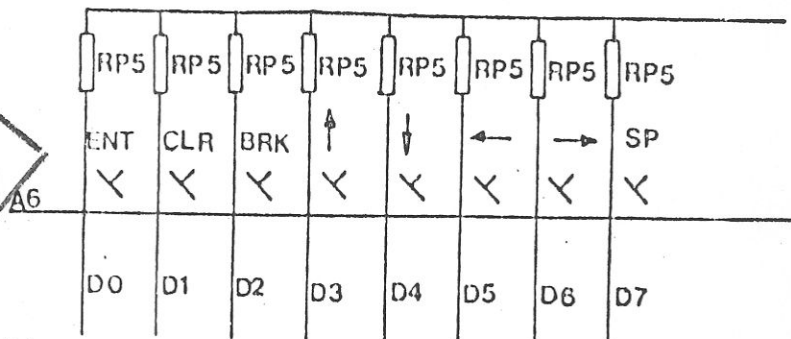 RP5 RP5 RP5 RP5 RP5 RP5 RP5 RP5
ENT CLR BRK ↑ ↓ ← → SP
A6
D0 D1 D2 D3 D4 D5 D6 D7